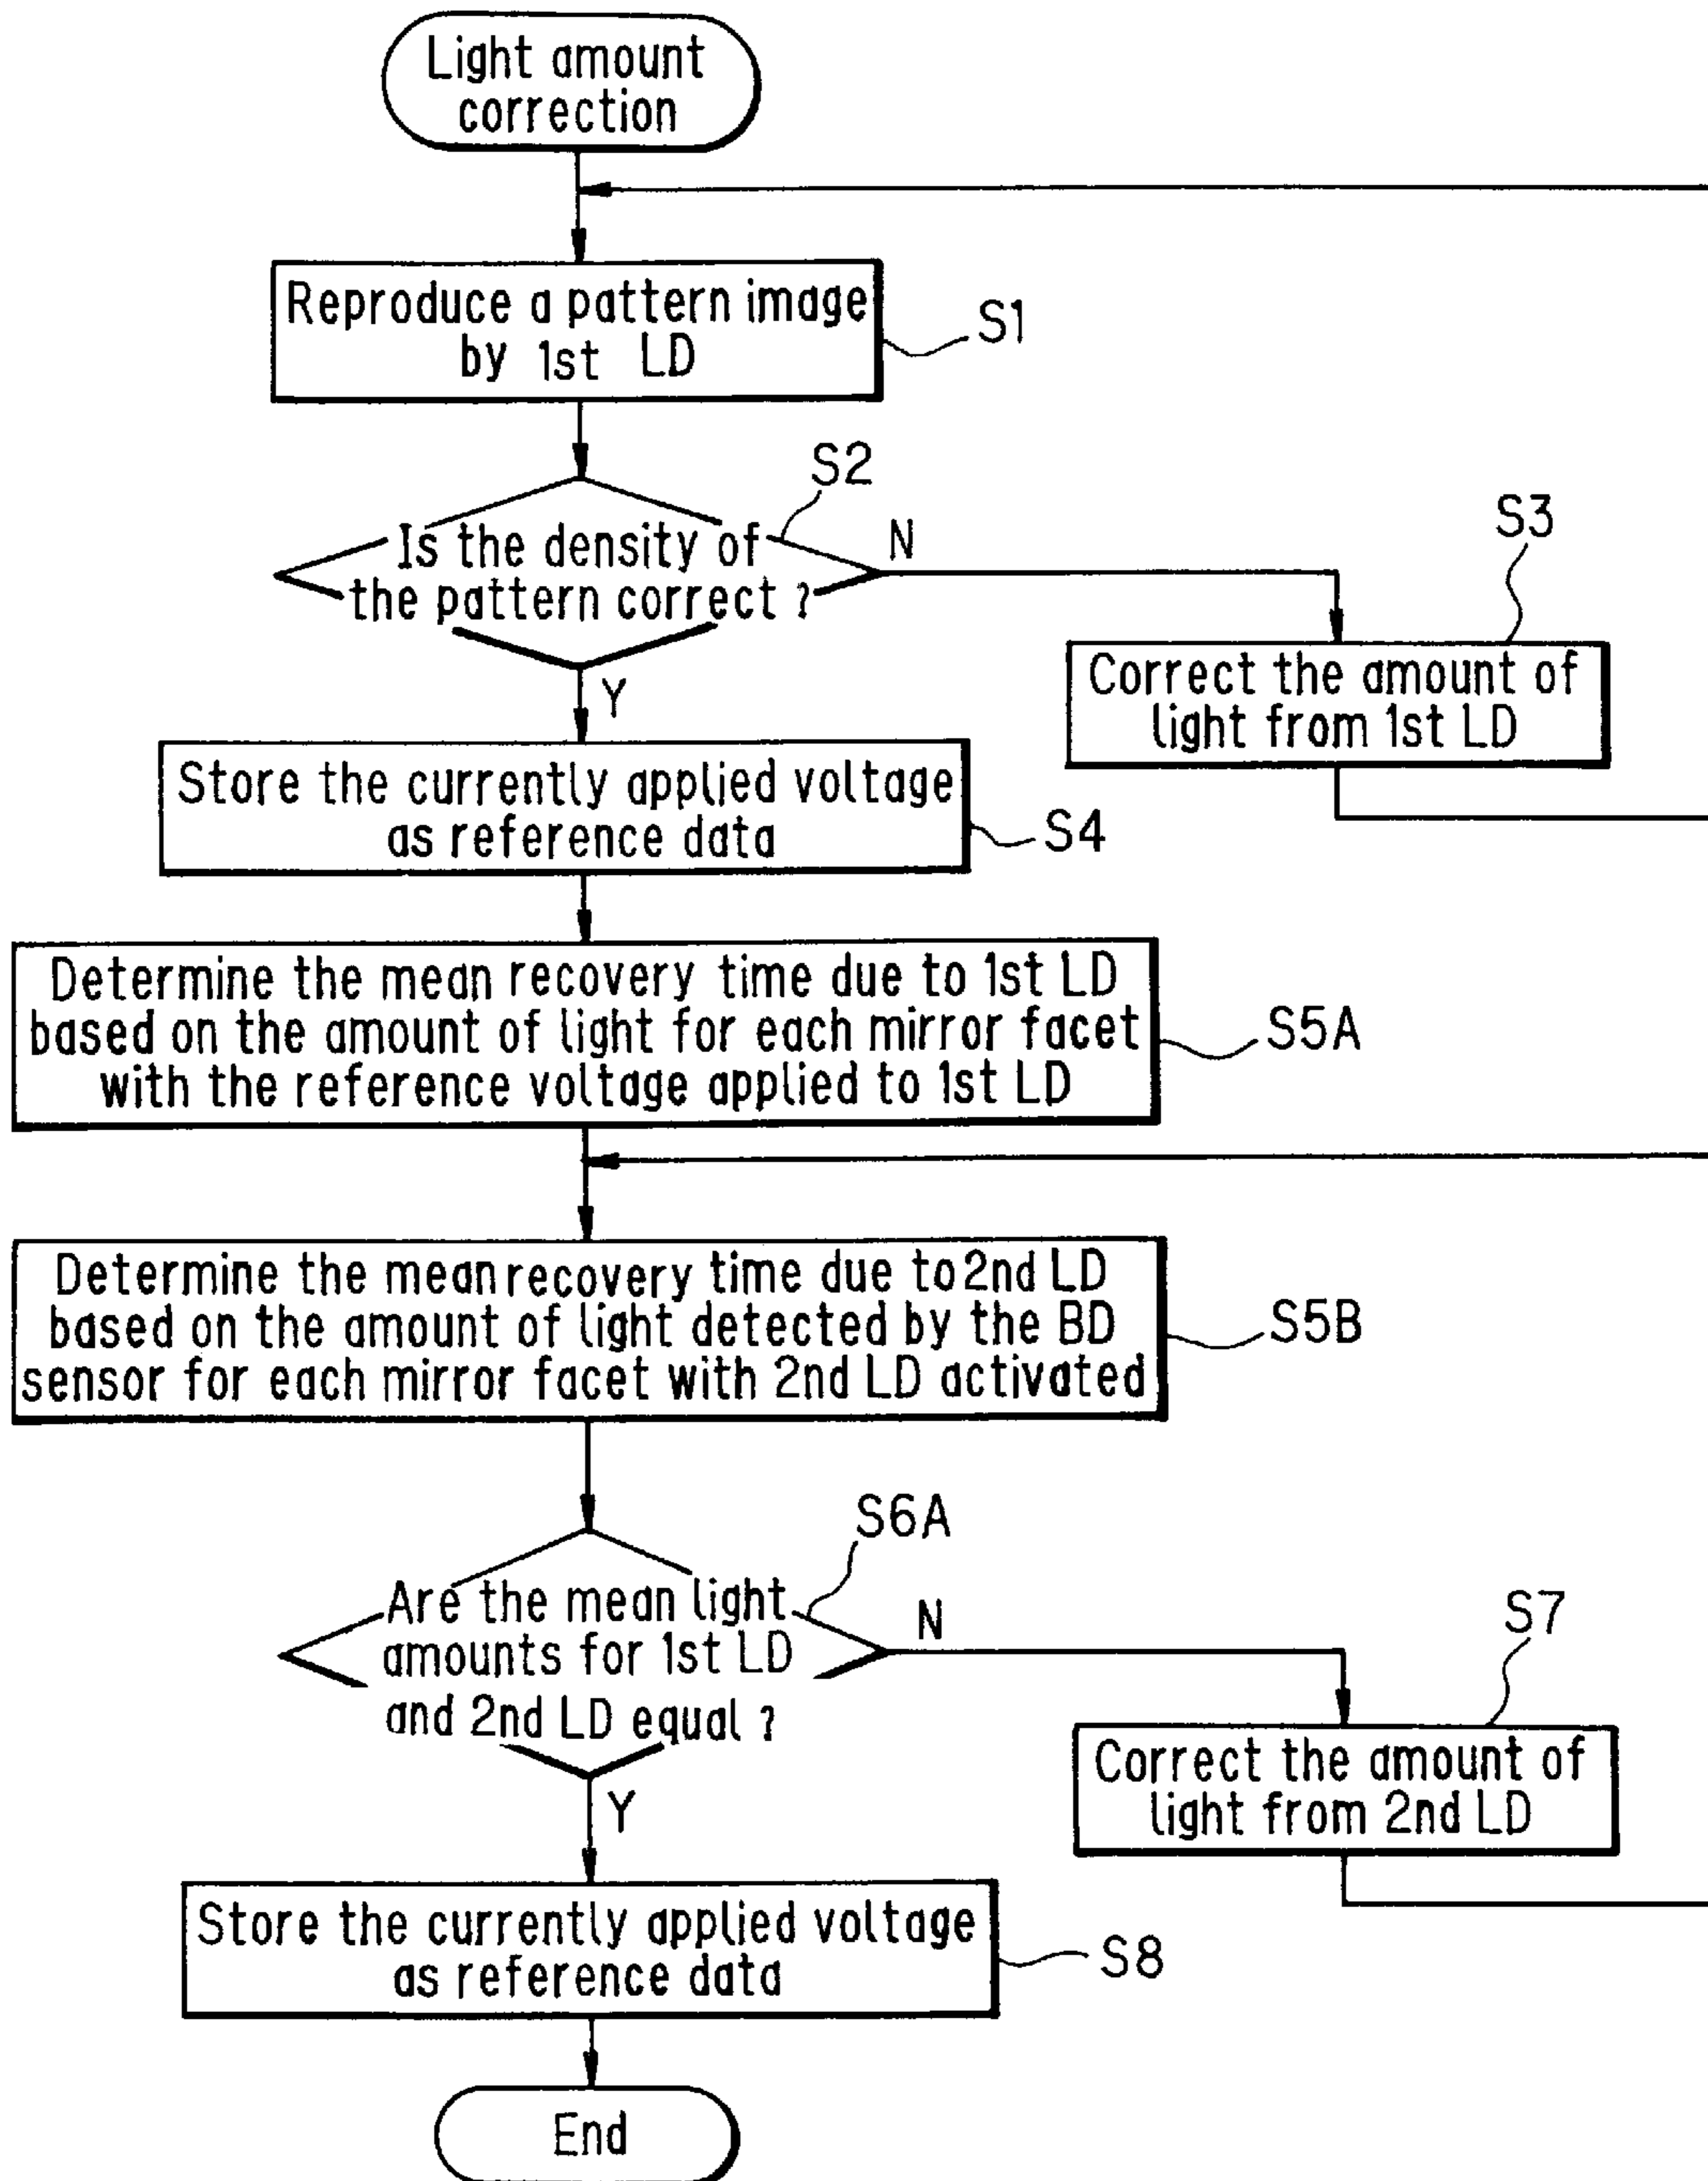 Light amount
correction
Reproduce a pattern image
by 1st LD
S1
S2
Is the density of
the pattern correct ?
N
Y
S3
Correct the amount of
light from 1st LD
Store the currently applied voltage
as reference data
S4
Determine the mean recovery time due to 1st LD
based on the amount of light for each mirror facet
with the reference voltage applied to 1st LD
S5A
Determine the mean recovery time due to 2nd LD
based on the amount of light detected by the BD
sensor for each mirror facet with 2nd LD activated
S5B
S6A
Are the mean light
amounts for 1st LD
and 2nd LD equal ?
N
Y
S7
Correct the amount of
light from 2nd LD
Store the currently applied voltage
as reference data
S8
End